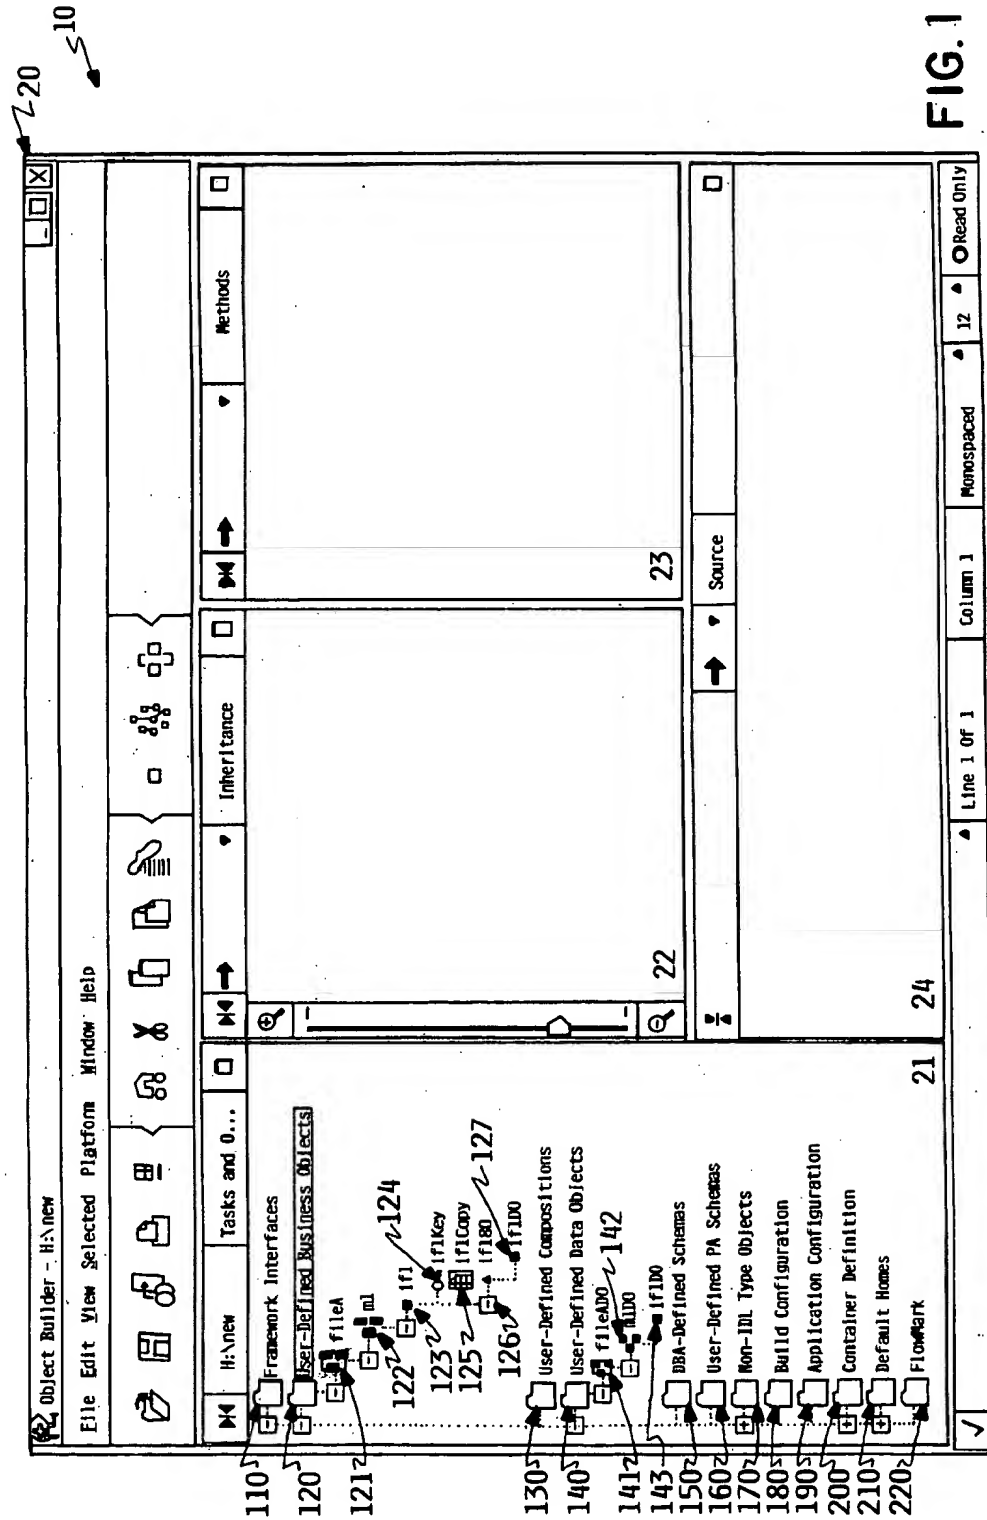 10
20
Object Builder - H:\new
File Edit View Selected Platform Window Help
H:\new
Tasks and O...
Inheritance
Methods
110
Framework Interfaces
120
User-Defined Business Objects
121
fileA
122
m1
123
if1
124
if1Key
125
if1Copy
126
if1BO
127
if1DO
130
User-Defined Compositions
140
User-Defined Data Objects
141
fileADO
142
m1DO
143
if1DO
150
DBA-Defined Schemas
160
User-Defined PA Schemas
170
Non-IDL Type Objects
180
Build Configuration
190
Application Configuration
200
Container Definition
210
Default Homes
220
FlowMark
21
22
23
Source
24
Line 1 Of 1
Column 1
Monospaced
12
Read Only
FIG. 1